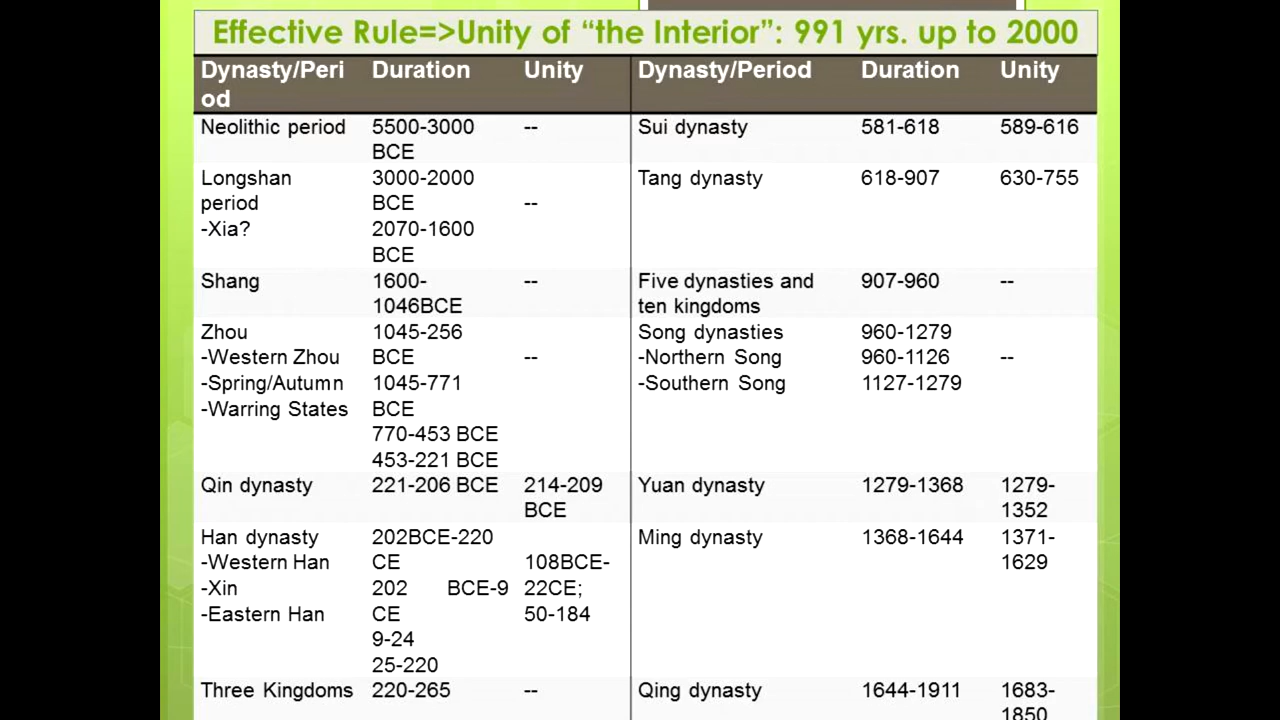 Effective Rule=>Unity of “the Interior”: 991 yrs. up to 2000
Dynasty/Peri
od
Duration
Unity
Dynasty/Period
Duration
Unity
Neolithic period
5500-3000
BCE
--
Sui dynasty
581-618
589-616
Longshan
period
-Xia?
3000-2000
BCE
2070-1600
BCE
--
Tang dynasty
618-907
630-755
Shang
1600-
1046BCE
--
Five dynasties and
ten kingdoms
907-960
--
Zhou
-Western Zhou
-Spring/Autumn
-Warring States
1045-256
BCE
1045-771
BCE
770-453 BCE
453-221 BCE
--
Song dynasties
-Northern Song
-Southern Song
960-1279
960-1126
1127-1279
--
Qin dynasty
221-206 BCE
214-209
BCE
Yuan dynasty
1279-1368
1279-
1352
Han dynasty
-Western Han
-Xin
-Eastern Han
202BCE-220
CE
202 BCE-9
CE
9-24
25-220
108BCE-
22CE;
50-184
Ming dynasty
1368-1644
1371-
1629
Three Kingdoms
220-265
--
Qing dynasty
1644-1911
1683-
1850